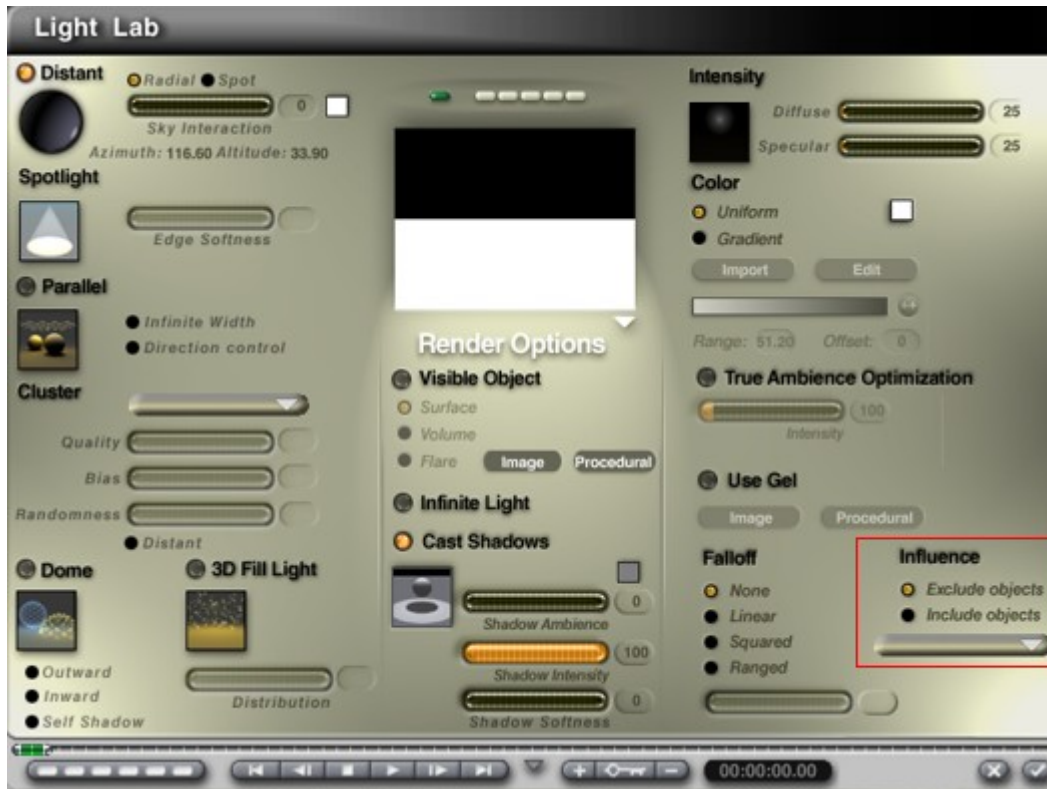 Light Lab
Distant
Radial Spot
0
Sky Interaction
Azimuth: 116.60 Altitude: 33.90
Spotlight
Edge Softness
Parallel
Infinite Width
Direction control
Cluster
Quality
Bias
Randomness
Distant
Dome
3D Fill Light
Outward
Inward
Self Shadow
Distribution
Render Options
Visible Object
Surface
Volume
Flare
Image
Procedural
Infinite Light
Cast Shadows
0
Shadow Ambience
100
Shadow Intensity
0
Shadow Softness
Intensity
Diffuse 25
Specular 25
Color
Uniform
Gradient
Import
Edit
Range: 51.20 Offset: 0
True Ambience Optimization
100
Intensity
Use Gel
Image
Procedural
Falloff
None
Linear
Squared
Ranged
Influence
Exclude objects
Include objects
00:00:00.00